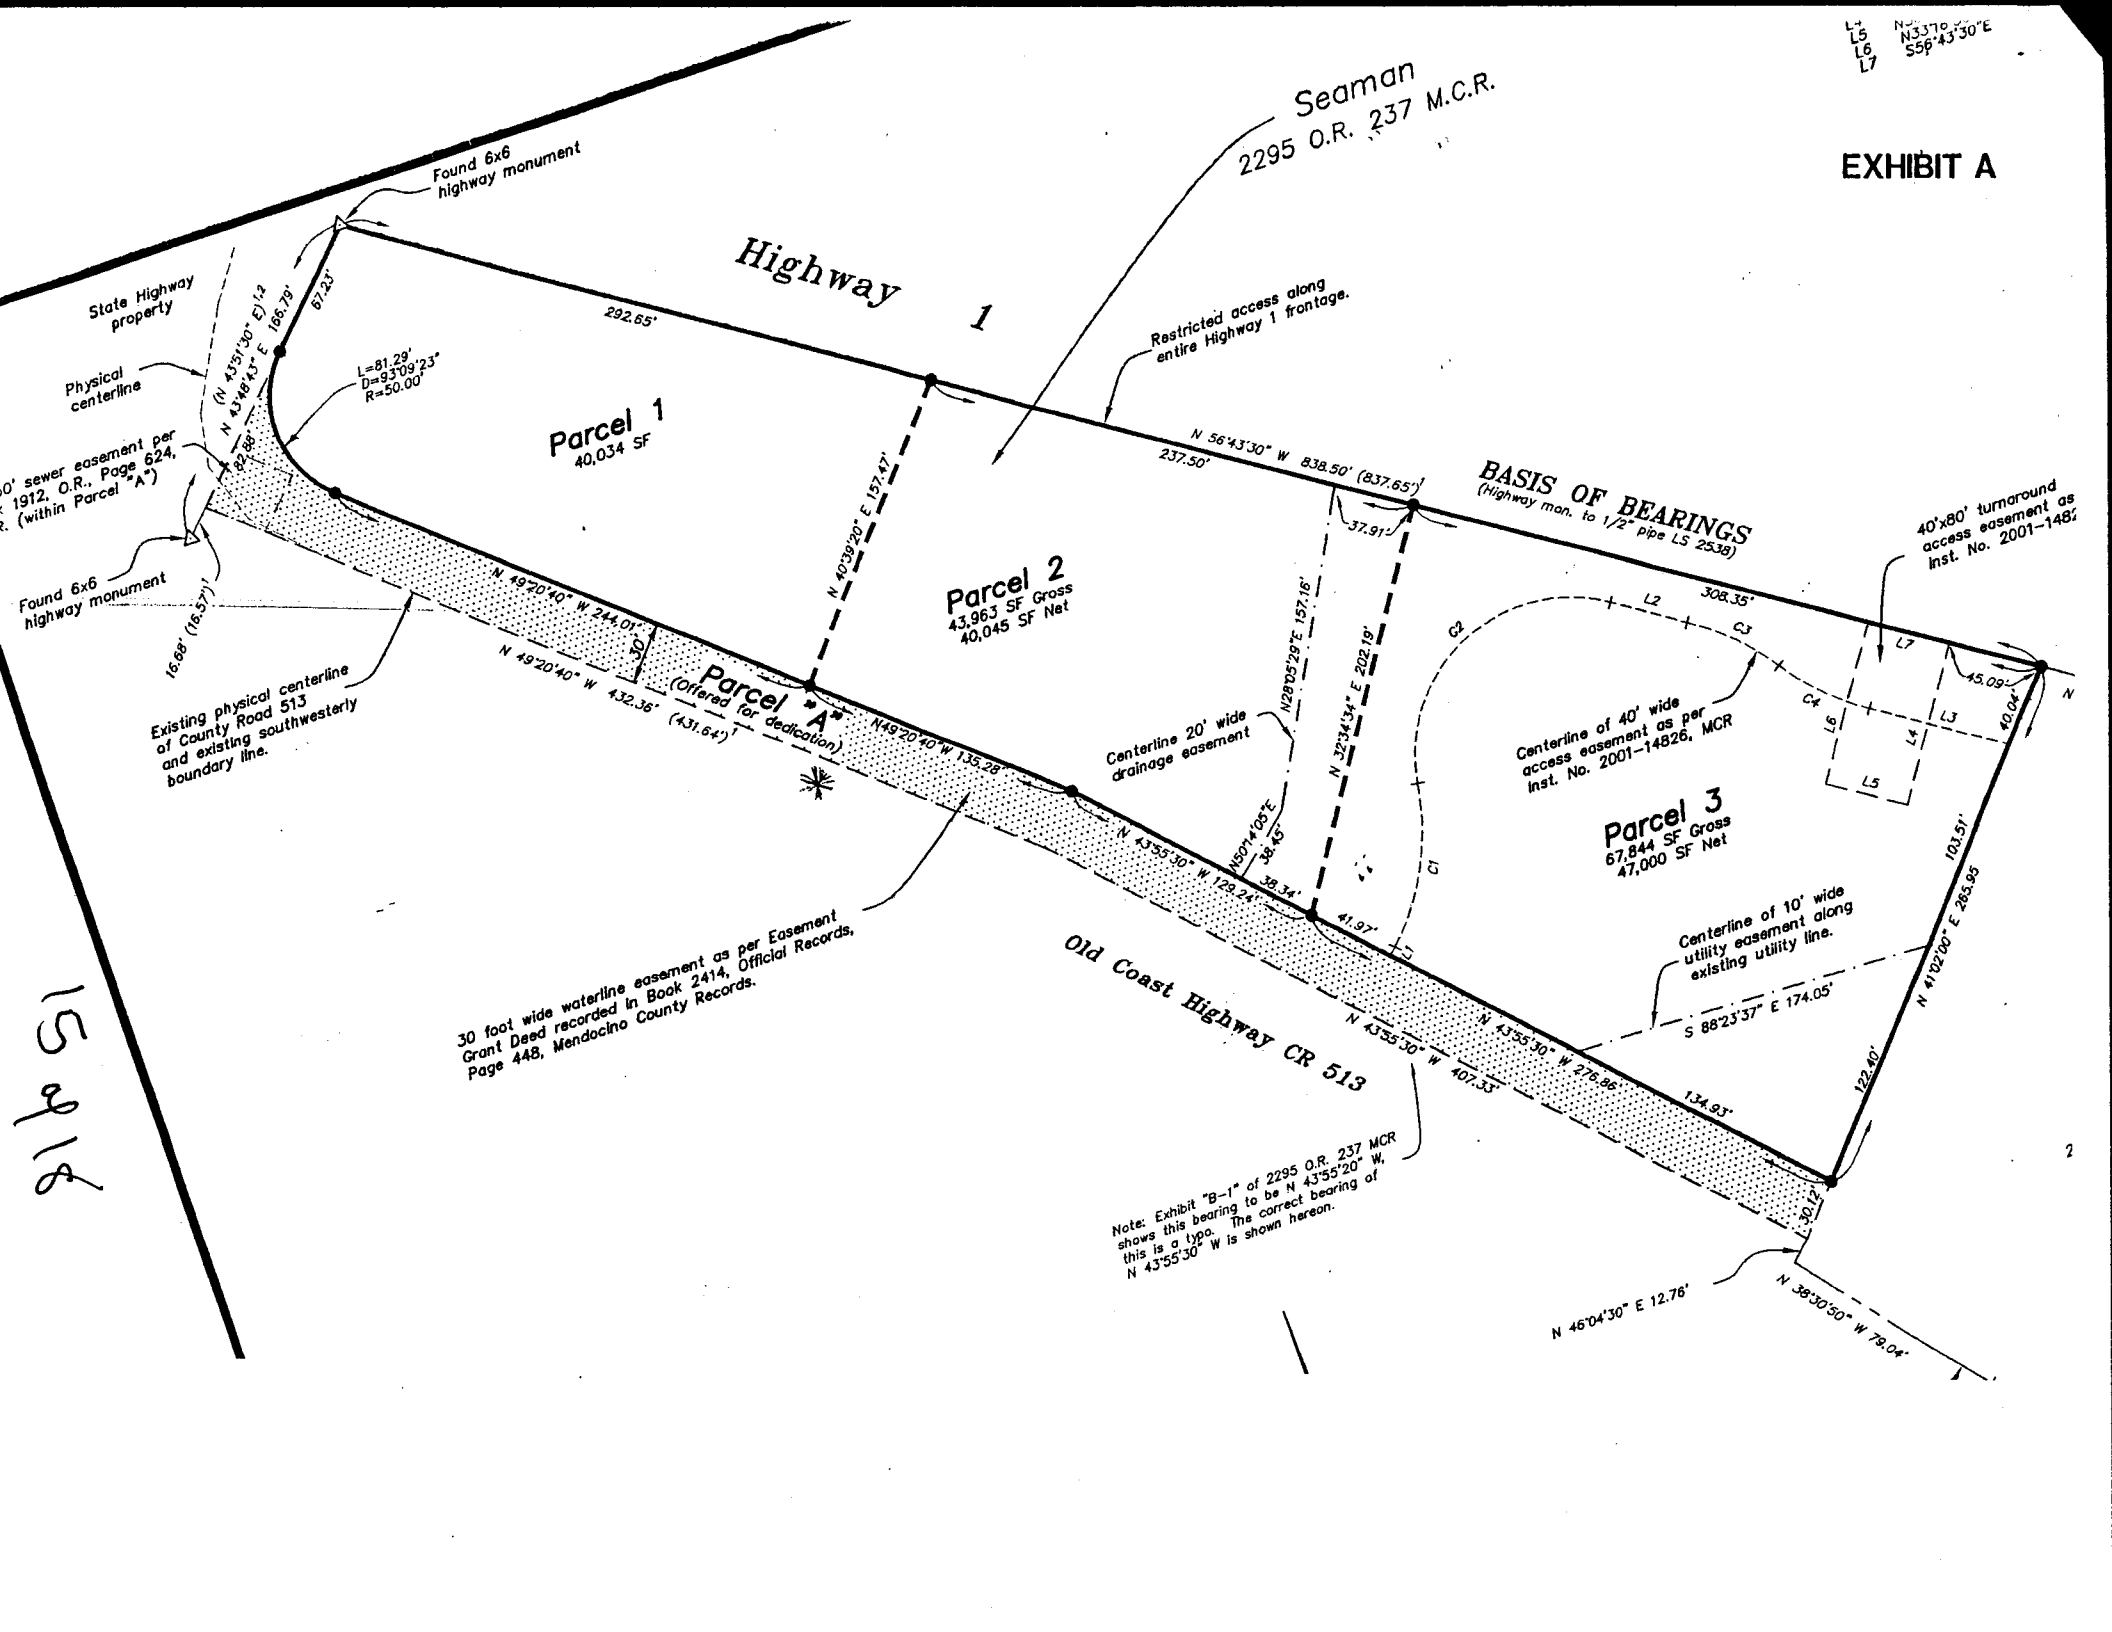 L5 N33°16'
L6 S56°43'30"E
L7
EXHIBIT A
Seaman
2295 O.R. 237 M.C.R.
Found 6x6
highway monument
Highway 1
State Highway
property
Physical
centerline
(N 43°51'30" E)1,2
N 43°48'43" E 166.79'
67.23'
82.88'
292.65'
L=81.29'
D=93°09'23"
R=50.00'
Restricted access along
entire Highway 1 frontage.
Parcel 1
40,034 SF
sewer easement per
1912, O.R., Page 624,
(within Parcel "A")
Found 6x6
highway monument
16.68' (16.57')1
N 56°43'30" W 838.50' (837.65')1
237.50'
BASIS OF BEARINGS
(Highway mon. to 1/2" pipe LS 2538)
40'x80' turnaround
access easement as
Inst. No. 2001-1482
N 40°39'20" E 157.47'
Parcel 2
43,963 SF Gross
40,045 SF Net
37.91'
N28°05'29"E 157.16'
N 32°34'34" E 202.19'
308.35'
L2
C3
C2
C4
L7
L3
L6
L4
L5
45.09'
40.04'
N
N 49°20'40" W 244.01'
30'
N 49°20'40" W 432.36' (431.64')1
Parcel "A"
(Offered for dedication)
N49°20'40"W 135.28'
Existing physical centerline
of County Road 513
and existing southwesterly
boundary line.
Centerline 20' wide
drainage easement
N50°14'05"E
38.45'
38.34'
N 43°55'30" W 129.24'
41.97'
C1
L1
Centerline of 40' wide
access easement as per
Inst. No. 2001-14826, MCR
Parcel 3
67,844 SF Gross
47,000 SF Net
103.51'
N 41°02'00" E 265.95
122.40'
Centerline of 10' wide
utility easement along
existing utility line.
S 88°23'37" E 174.05'
30 foot wide waterline easement as per Easement
Grant Deed recorded in Book 2414, Official Records,
Page 448, Mendocino County Records.
Old Coast Highway CR 513
N 43°55'30" W 407.33'
N 43°55'30" W 276.86'
134.93'
30.12'
Note: Exhibit "B-1" of 2295 O.R. 237 MCR
shows this bearing to be N 43°55'20" W,
this is a typo. The correct bearing of
N 43°55'30" W is shown hereon.
N 46°04'30" E 12.76'
N 38°30'50" W 79.04'
2
15 of 18